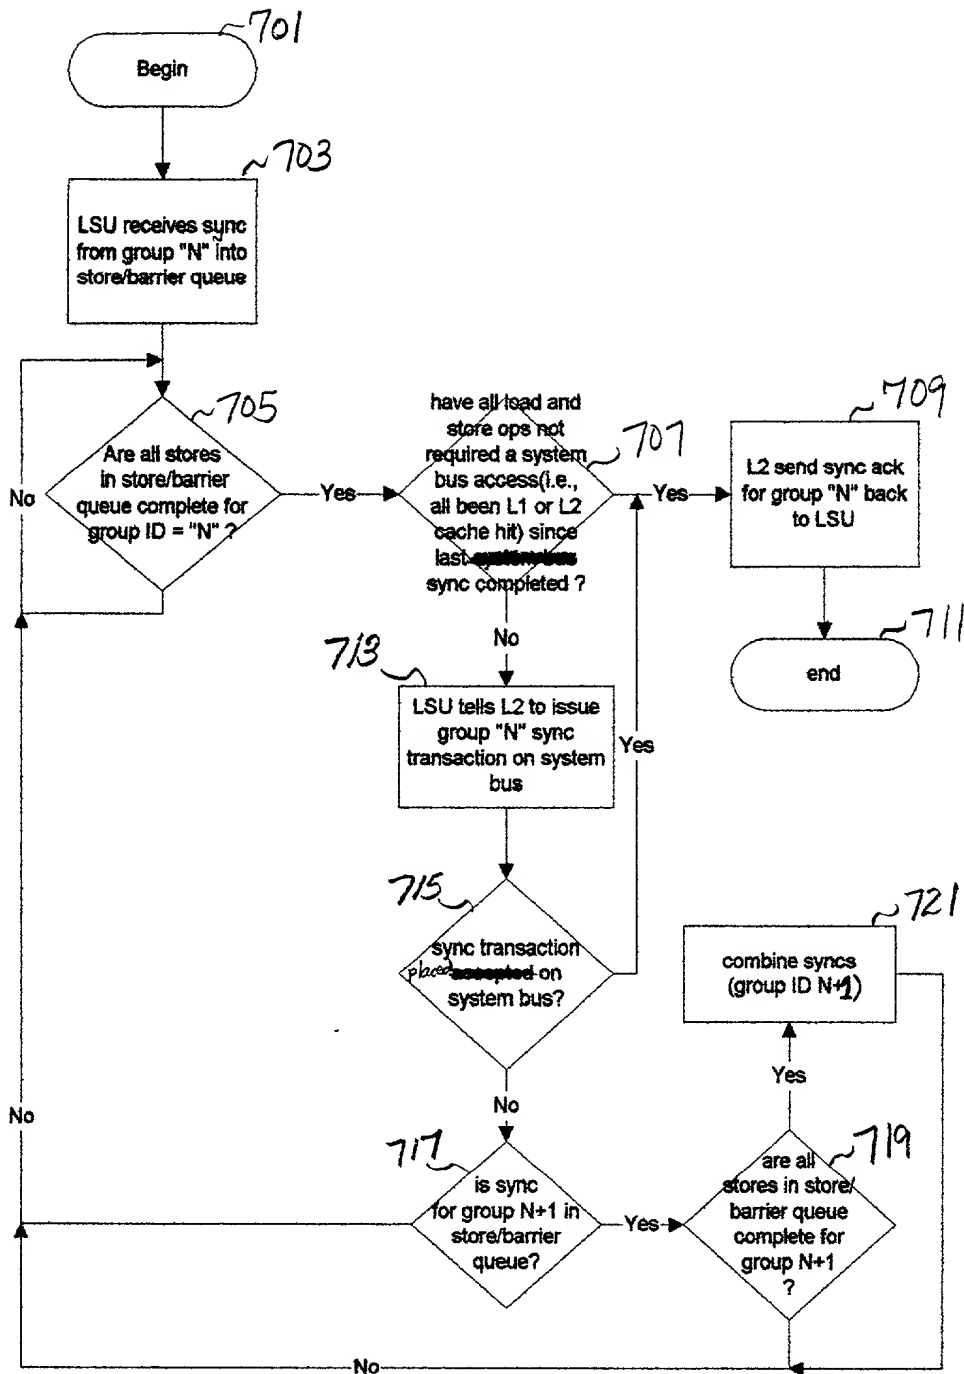 701
Begin
703
LSU receives sync
from group "N" into
store/barrier queue
705
Are all stores
in store/barrier
queue complete for
group ID = "N" ?
No
Yes
have all load and
store ops not
required a system
bus access(i.e.,
all been L1 or L2
cache hit) since
last system bus
sync completed ?
707
Yes
709
L2 send sync ack
for group "N" back
to LSU
711
end
No
713
LSU tells L2 to issue
group "N" sync
transaction on system
bus
Yes
715
sync transaction
placed accepted on
system bus?
721
combine syncs
(group ID N+1)
Yes
No
No
717
is sync
for group N+1 in
store/barrier
queue?
Yes
719
are all
stores in store/
barrier queue
complete for
group N+1
?
No